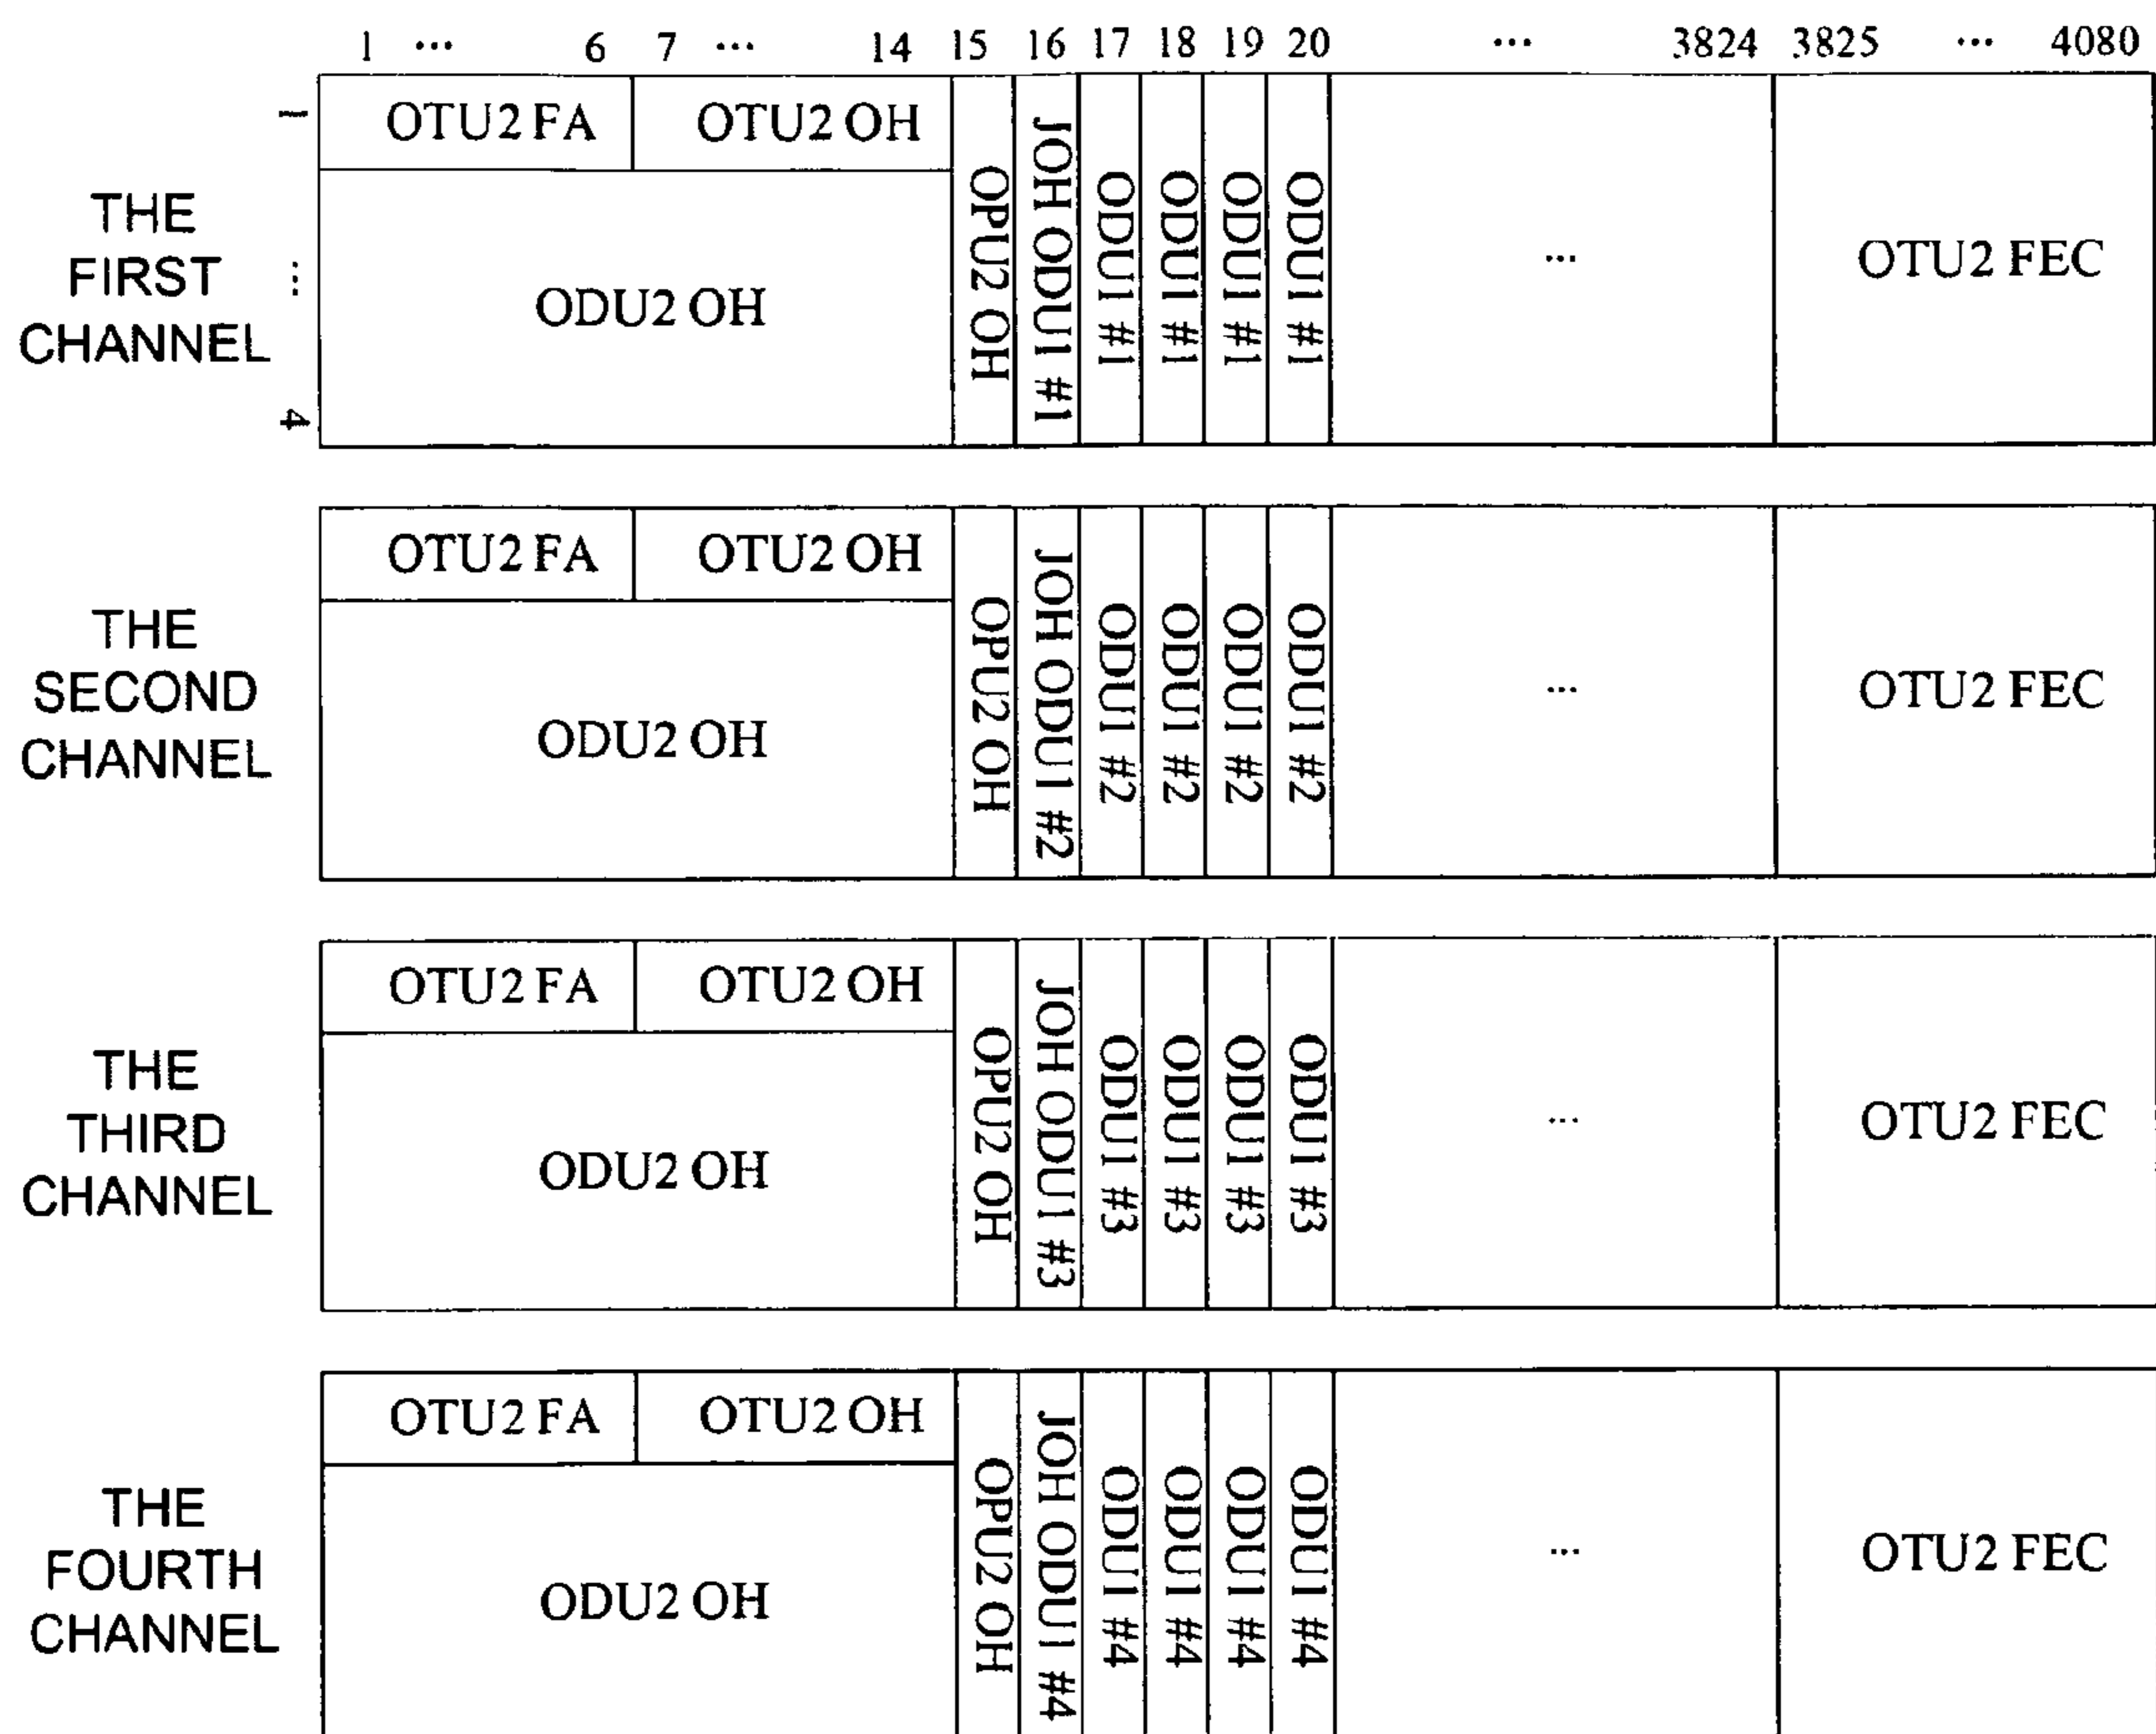 1 ... 6 7 ... 14 15 16 17 18 19 20 ... 3824 3825 ... 4080
THE
FIRST
CHANNEL
1
...
4
OTU2 FA
OTU2 OH
ODU2 OH
OPU2 OH
JOH ODU1 #1
ODU1 #1
ODU1 #1
ODU1 #1
ODU1 #1
...
OTU2 FEC
THE
SECOND
CHANNEL
OTU2 FA
OTU2 OH
ODU2 OH
OPU2 OH
JOH ODU1 #2
ODU1 #2
ODU1 #2
ODU1 #2
ODU1 #2
...
OTU2 FEC
THE
THIRD
CHANNEL
OTU2 FA
OTU2 OH
ODU2 OH
OPU2 OH
JOH ODU1 #3
ODU1 #3
ODU1 #3
ODU1 #3
ODU1 #3
...
OTU2 FEC
THE
FOURTH
CHANNEL
OTU2 FA
OTU2 OH
ODU2 OH
OPU2 OH
JOH ODU1 #4
ODU1 #4
ODU1 #4
ODU1 #4
ODU1 #4
...
OTU2 FEC